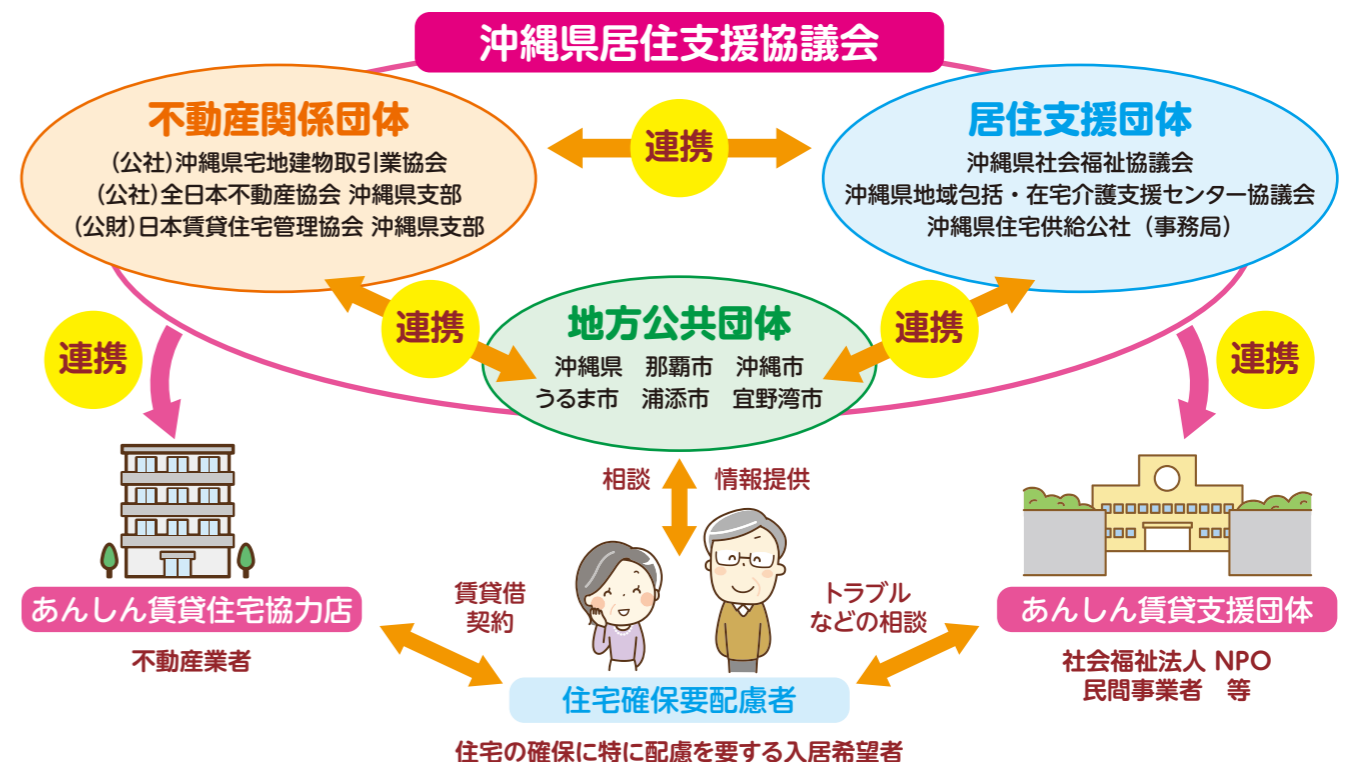 沖縄県居住支援協議会
不動産関係団体
(公社)沖縄県宅地建物取引業協会
(公社)全日本不動産協会 沖縄県支部
(公財)日本賃貸住宅管理協会 沖縄県支部
連携
居住支援団体
沖縄県社会福祉協議会
沖縄県地域包括・在宅介護支援センター協議会
沖縄県住宅供給公社（事務局）
連携
地方公共団体
沖縄県 那覇市 沖縄市
うるま市 浦添市 宜野湾市
連携
連携
連携
相談
情報提供
あんしん賃貸住宅協力店
不動産業者
賃貸借
契約
トラブル
などの相談
あんしん賃貸支援団体
社会福祉法人 NPO
民間事業者 等
住宅確保要配慮者
住宅の確保に特に配慮を要する入居希望者